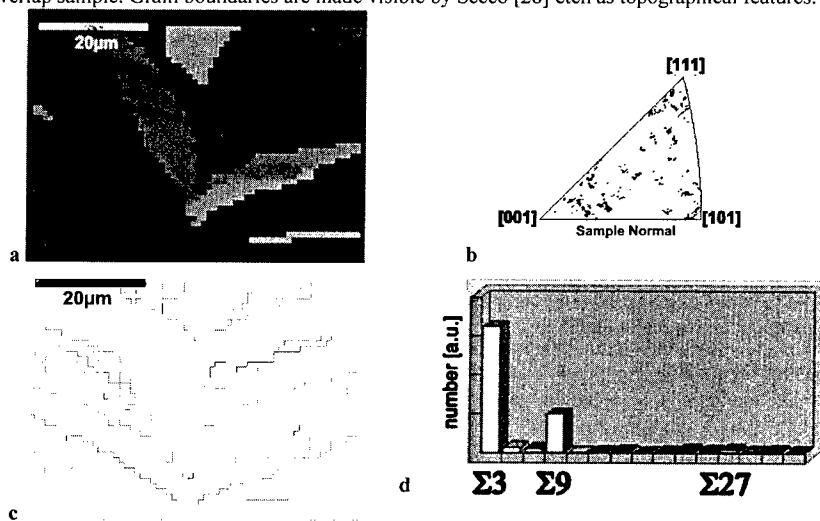 verlap sample. Grain boundaries are made visible by Secco [28] etch as topographical features.
20µm
a
[111]
[001]
[101]
Sample Normal
b
20µm
c
number [a.u.]
Σ3 Σ9 Σ27
d